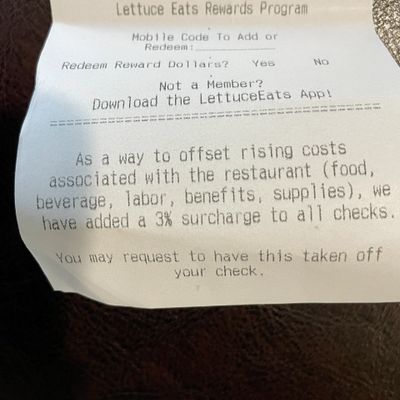 Lettuce Eats Rewards Program
Mobile Code To Add or
Redeem:____________
Redeem Reward Dollars? Yes No
Not a Member?
Download the LettuceEats App!
========================================
As a way to offset rising costs
associated with the restaurant (food,
beverage, labor, benefits, supplies), we
have added a 3% surcharge to all checks.
You may request to have this taken off
your check.